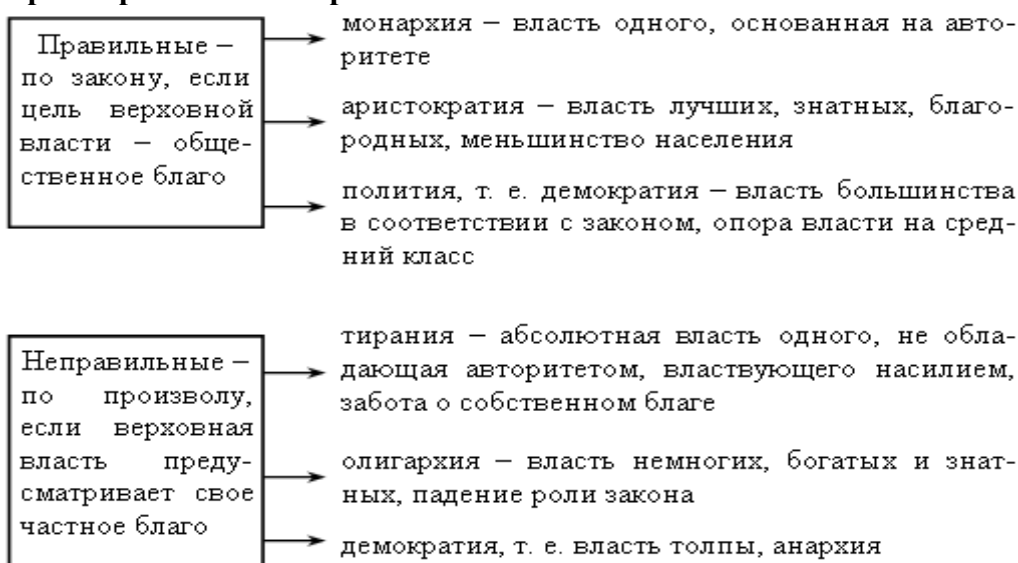 Правильные –
по закону, если
цель верховной
власти – обще-
ственное благо
монархия – власть одного, основанная на авто-
ритете
аристократия – власть лучших, знатных, благо-
родных, меньшинство населения
полития, т. е. демократия – власть большинства
в соответствии с законом, опора власти на сред-
ний класс
Неправильные –
по произволу,
если верховная
власть преду-
сматривает свое
частное благо
тирания – абсолютная власть одного, не обла-
дающая авторитетом, властвующего насилием,
забота о собственном благе
олигархия – власть немногих, богатых и знат-
ных, падение роли закона
демократия, т. е. власть толпы, анархия